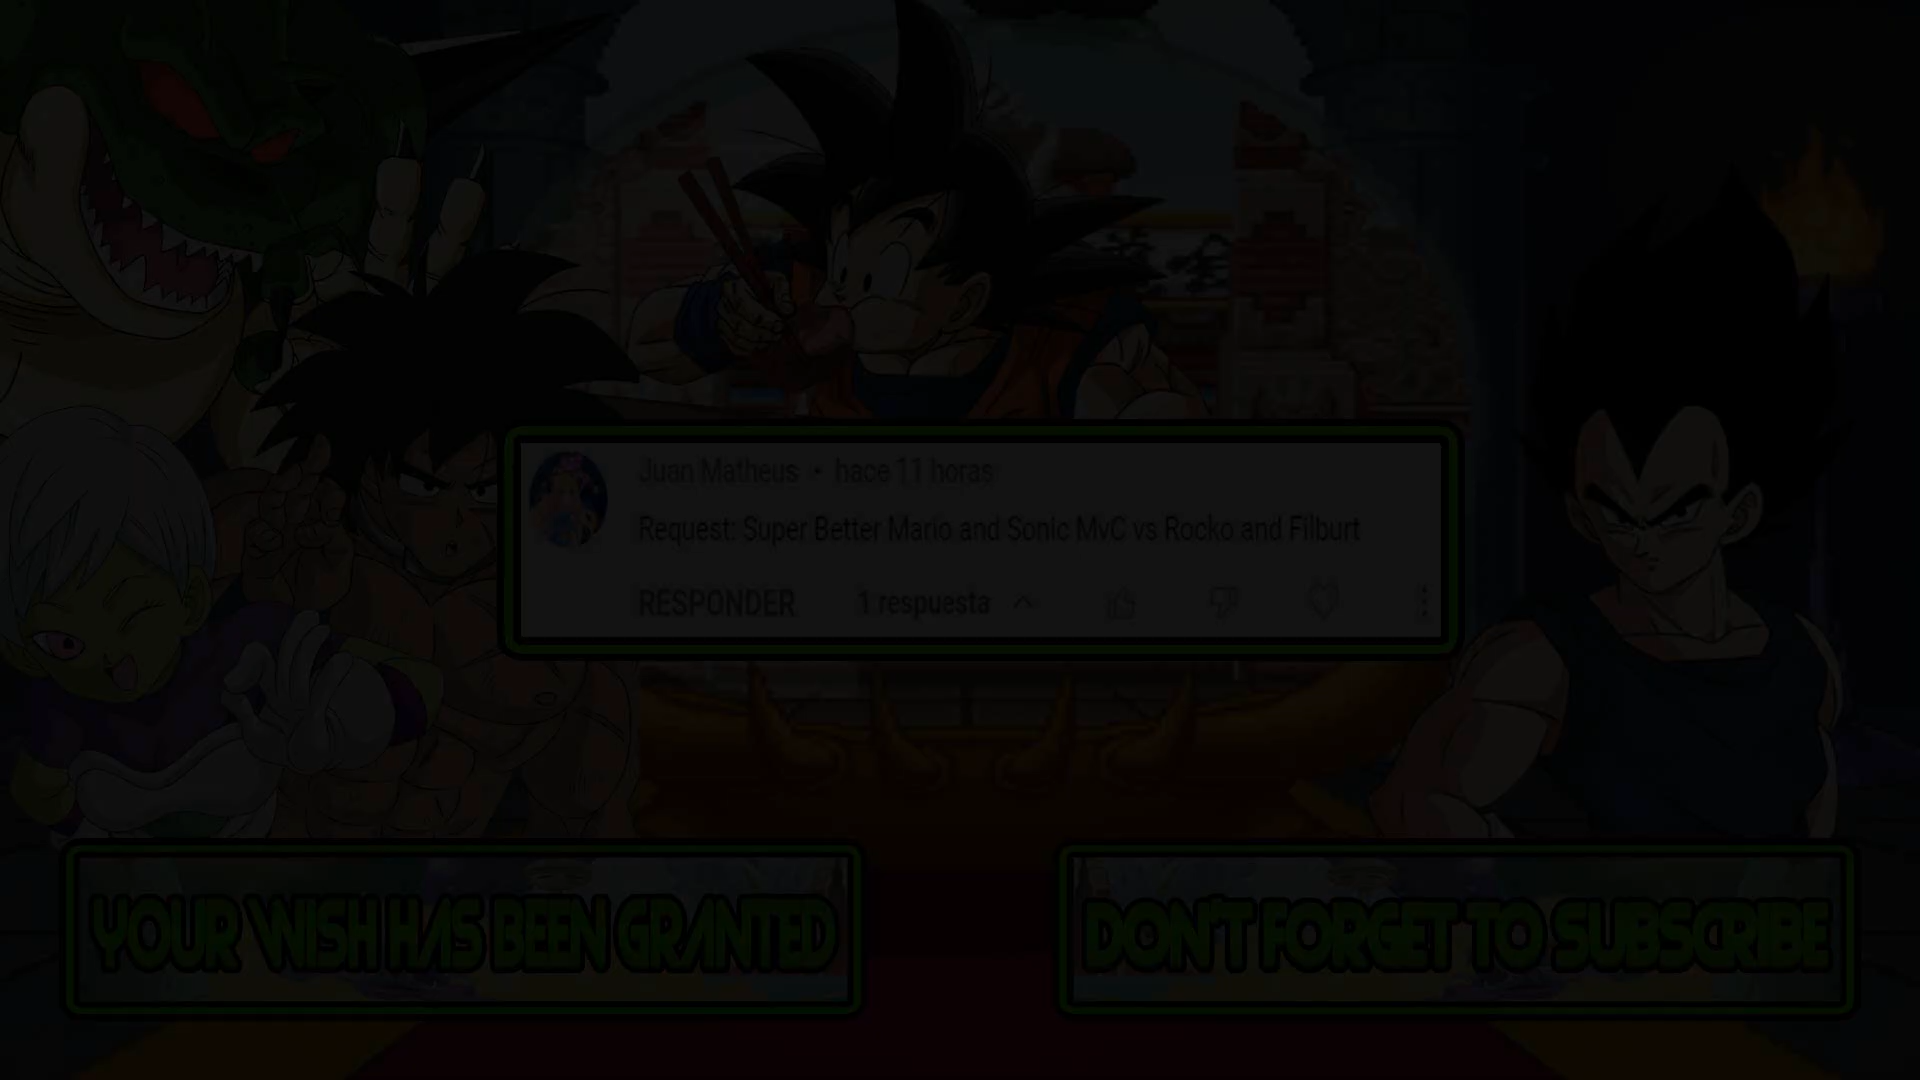 Juan Matheus • hace 11 horas
Request: Super Better Mario and Sonic MvC vs Rocko and Filburt
RESPONDER 1 respuesta
YOUR WISH HAS BEEN GRANTED
DON'T FORGET TO SUBSCRIBE